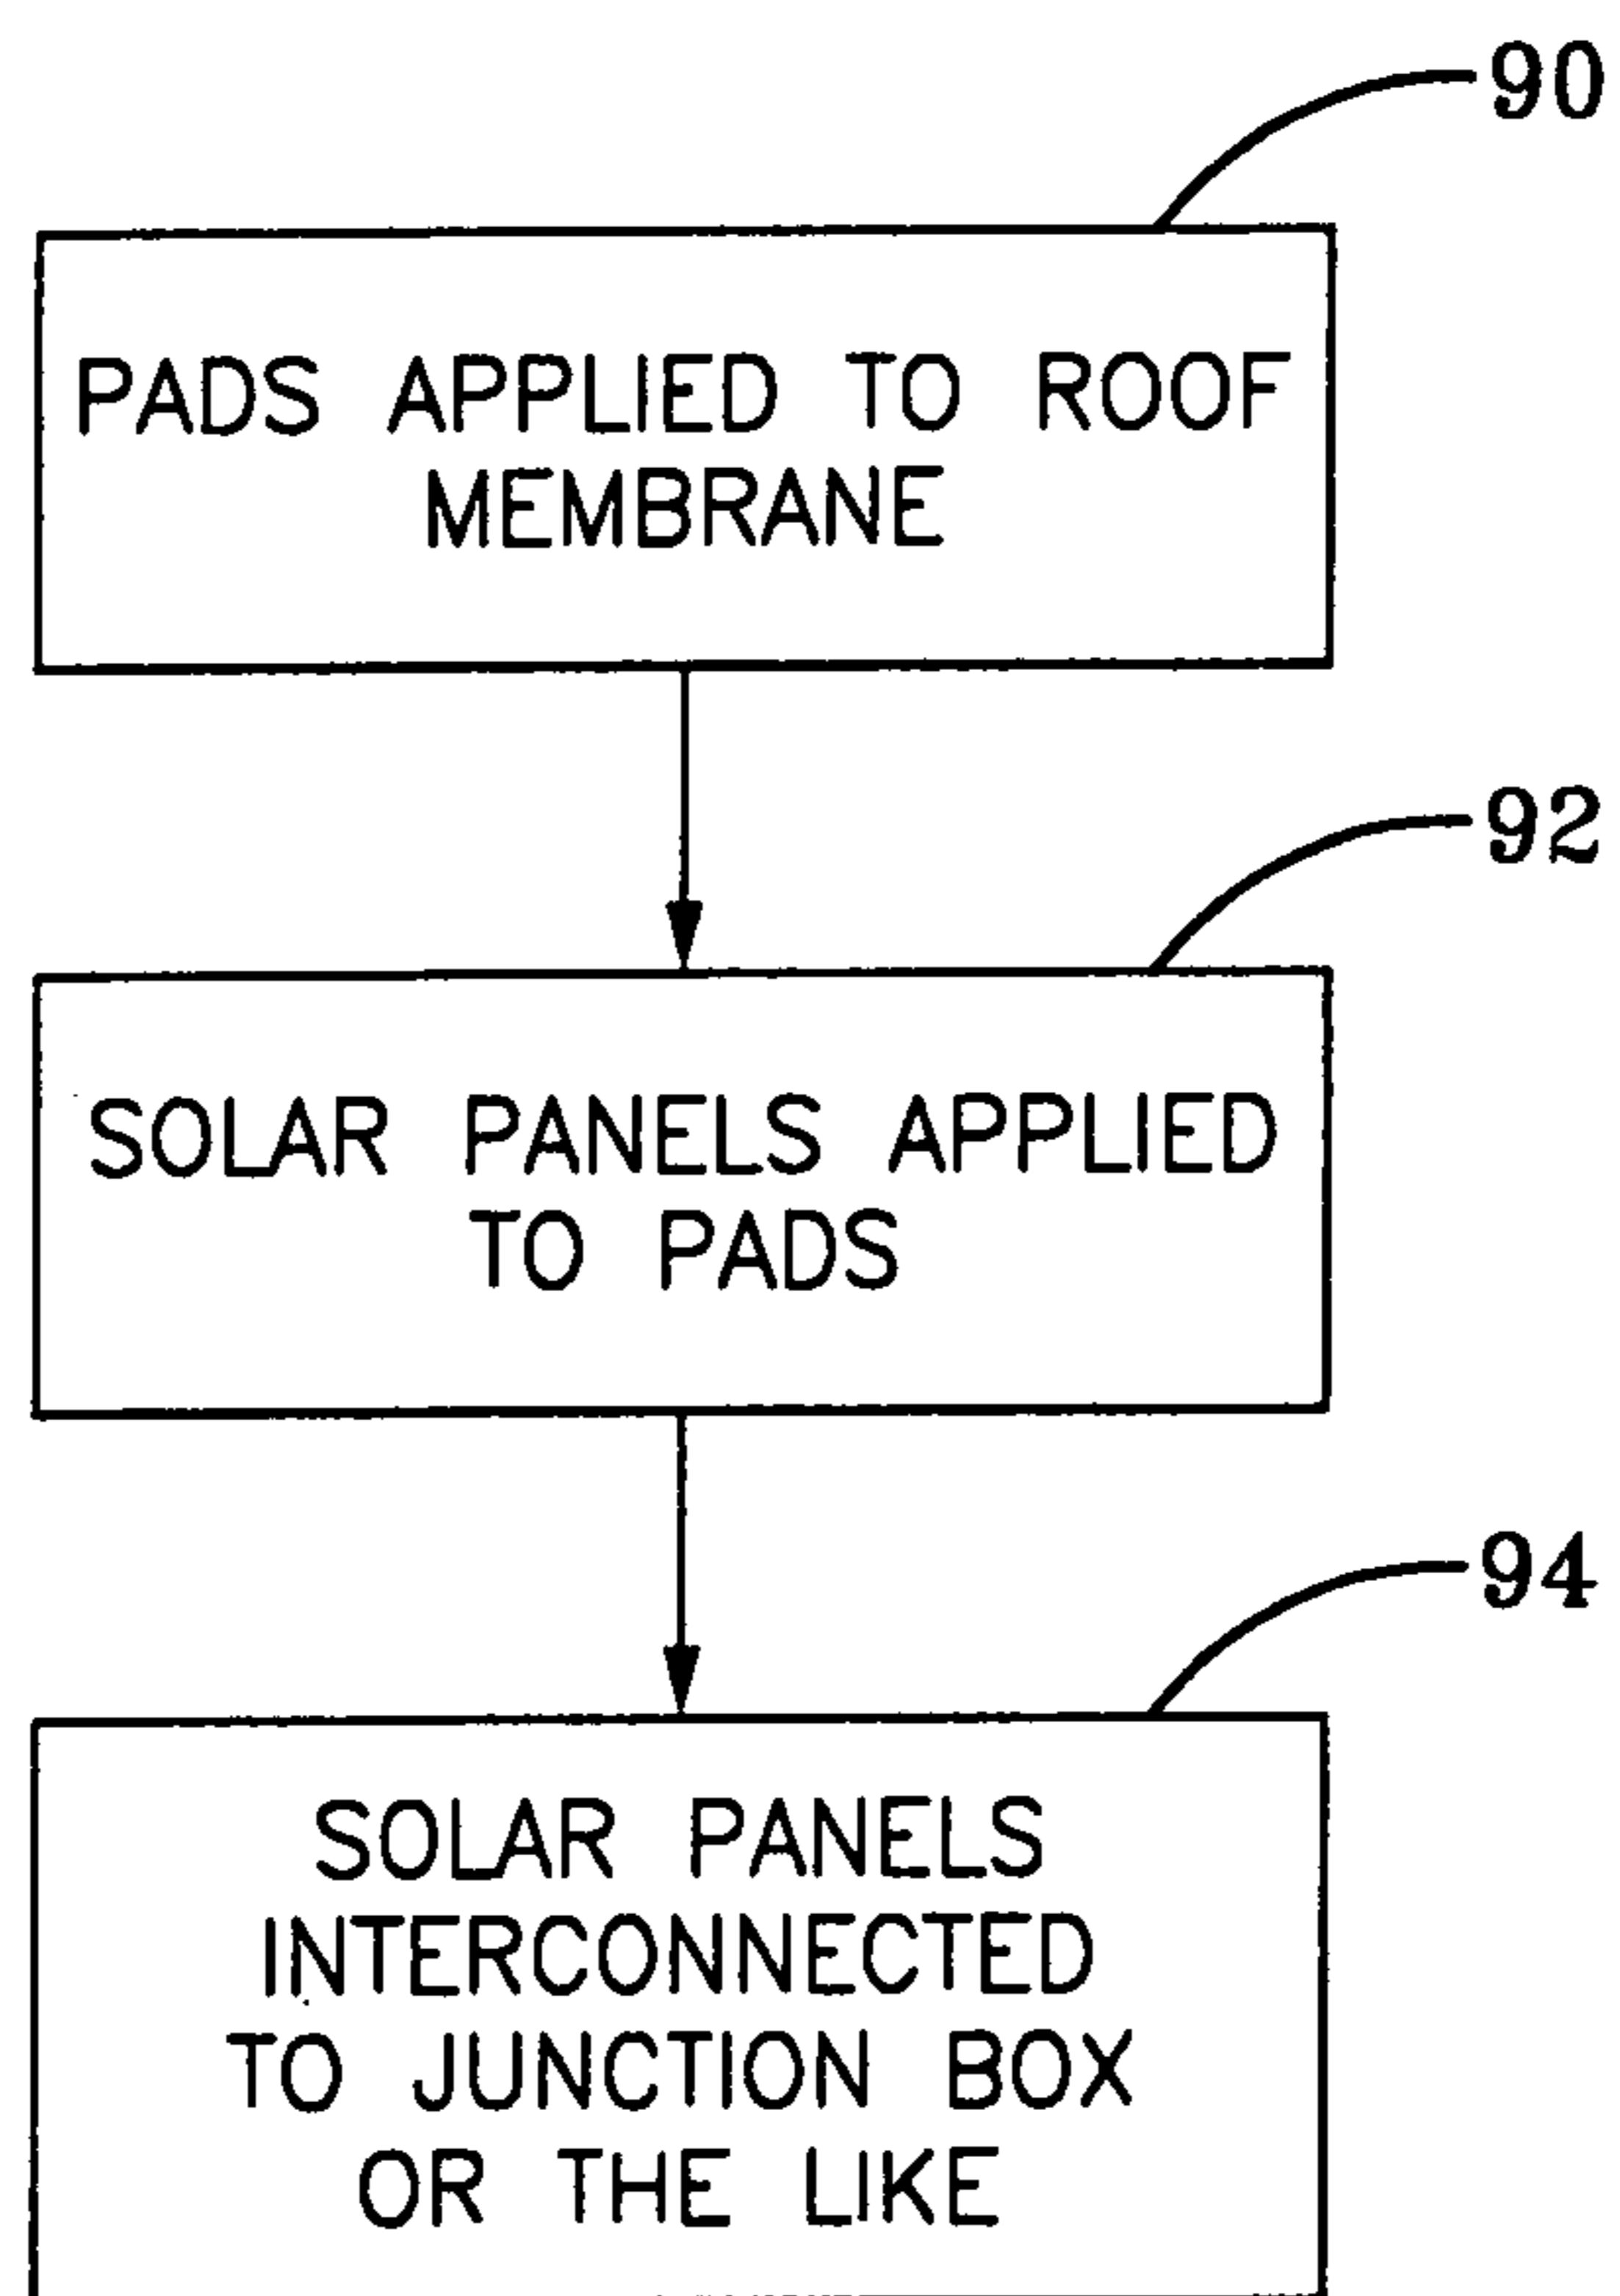 90
PADS APPLIED TO ROOF
MEMBRANE
92
SOLAR PANELS APPLIED
TO PADS
94
SOLAR PANELS
INTERCONNECTED
TO JUNCTION BOX
OR THE LIKE